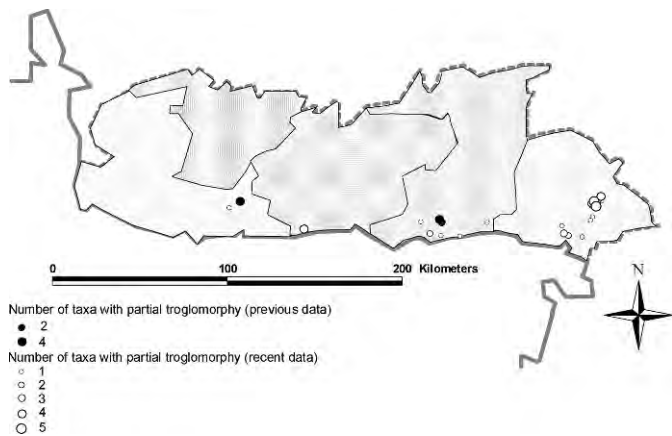 N
0 100 200 Kilometers
Number of taxa with partial troglomorphy (previous data)
2
4
Number of taxa with partial troglomorphy (recent data)
1
2
3
4
5